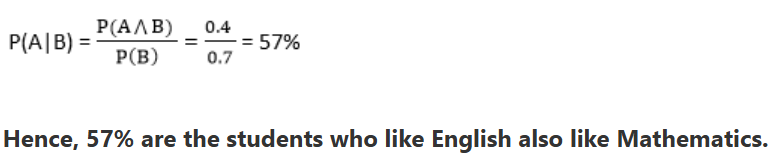 P(A|B) = P(A⋀B) / P(B) = 0.4 / 0.7 = 57%
Hence, 57% are the students who like English also like Mathematics.